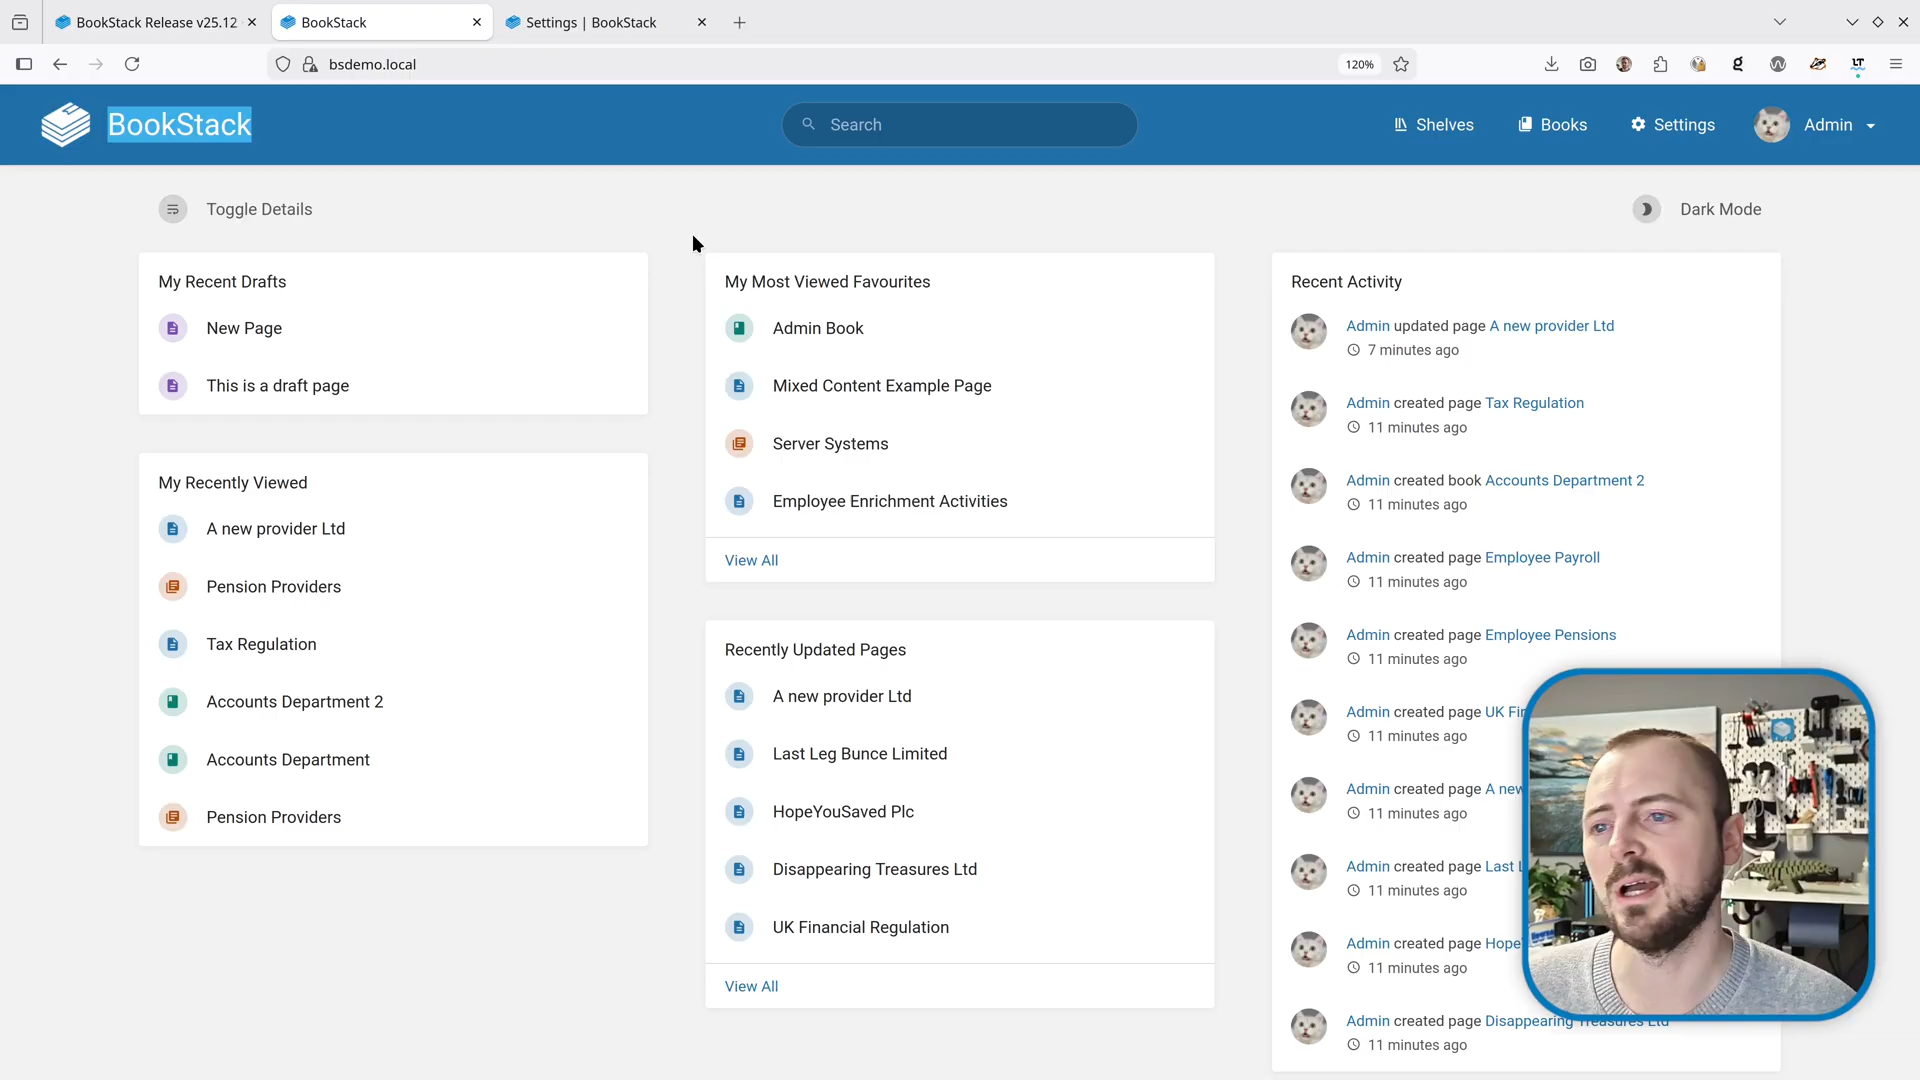 BookStack Release v25.12
BookStack
Settings | BookStack
bsdemo.local
120%
BookStack
Search
Shelves
Books
Settings
Admin
Toggle Details
Dark Mode
My Recent Drafts
New Page
This is a draft page
My Recently Viewed
A new provider Ltd
Pension Providers
Tax Regulation
Accounts Department 2
Accounts Department
Pension Providers
My Most Viewed Favourites
Admin Book
Mixed Content Example Page
Server Systems
Employee Enrichment Activities
View All
Recently Updated Pages
A new provider Ltd
Last Leg Bunce Limited
HopeYouSaved Plc
Disappearing Treasures Ltd
UK Financial Regulation
View All
Recent Activity
Admin updated page A new provider Ltd
7 minutes ago
Admin created page Tax Regulation
11 minutes ago
Admin created book Accounts Department 2
11 minutes ago
Admin created page Employee Payroll
11 minutes ago
Admin created page Employee Pensions
11 minutes ago
Admin created page UK Fin
11 minutes ago
Admin created page A new
11 minutes ago
Admin created page Last L
11 minutes ago
Admin created page Hope
11 minutes ago
Admin created page Disappearing Treasures Ltd
11 minutes ago